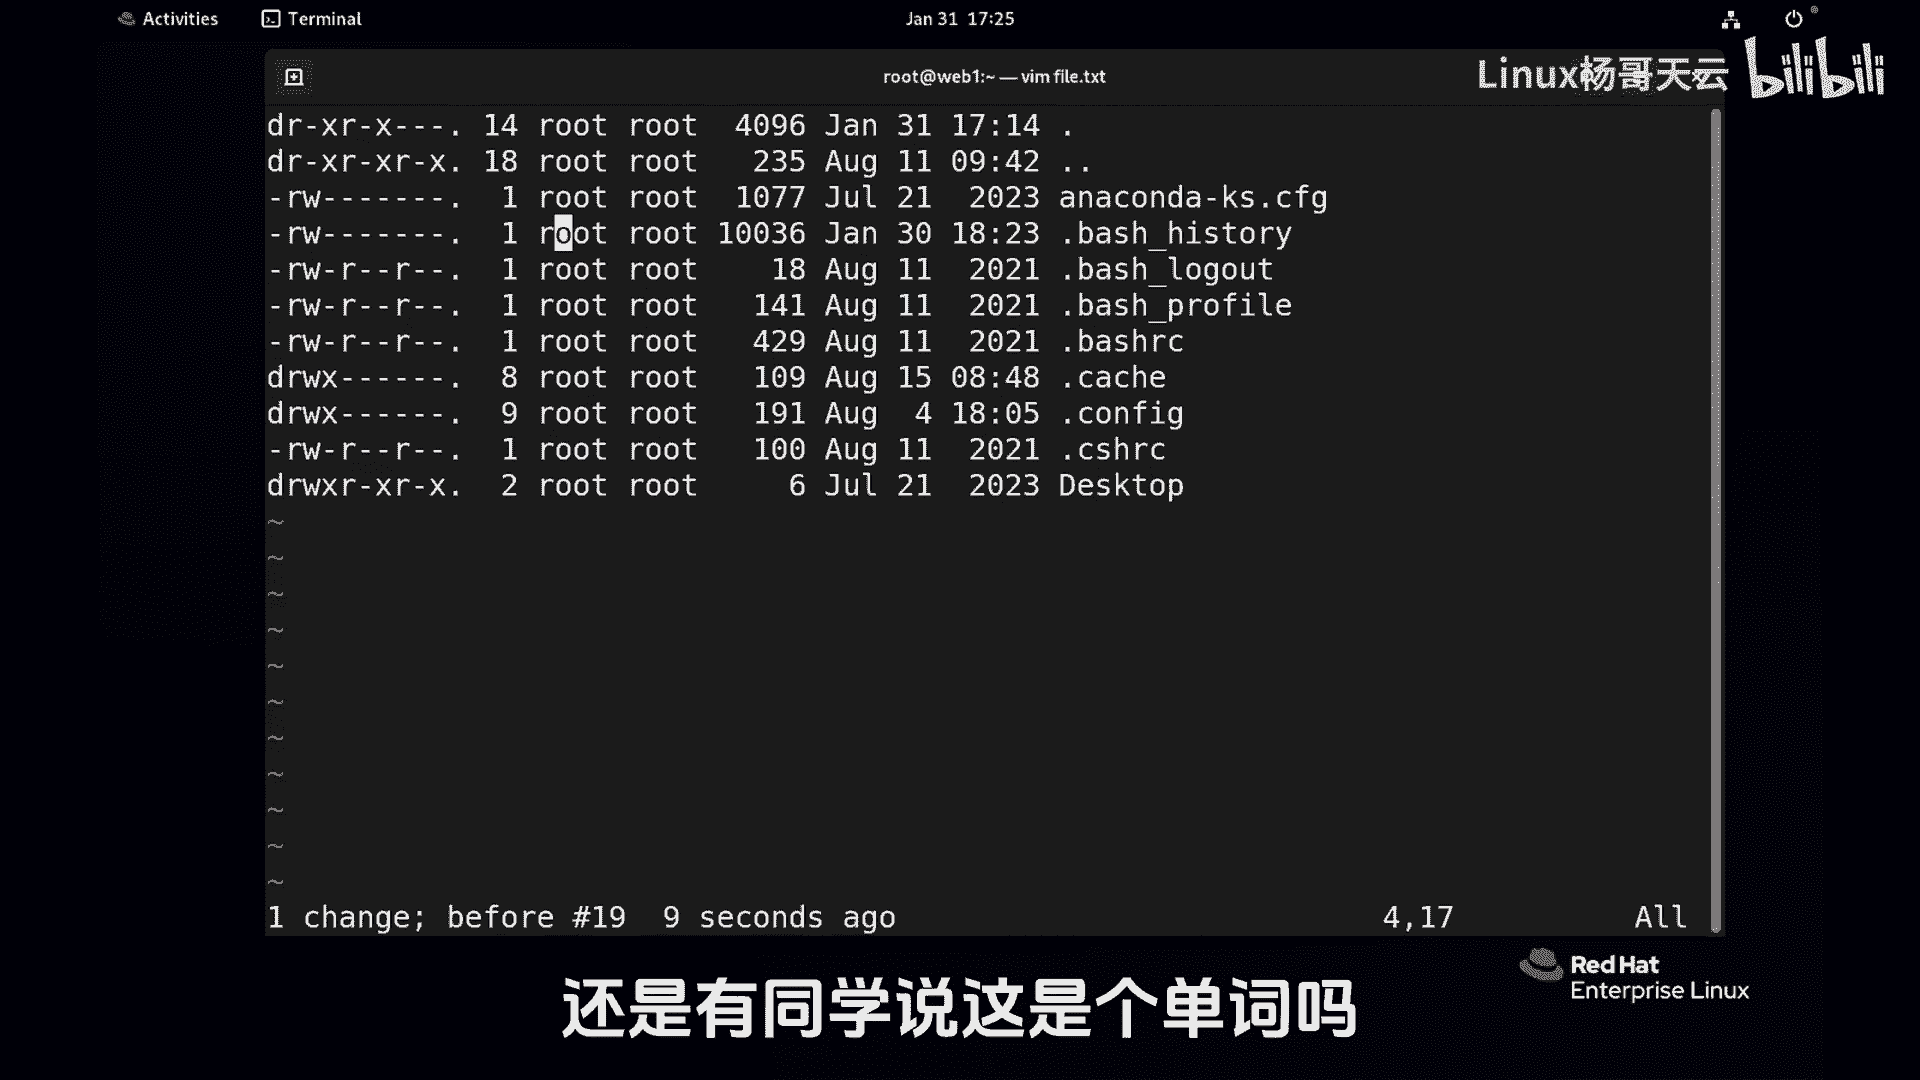 Activities Terminal Jan 31 17:25
root@web1:~ — vim file.txt
Linux杨哥天云 bilibili
dr-xr-x---. 14 root root  4096 Jan 31 17:14 .
dr-xr-xr-x. 18 root root   235 Aug 11 09:42 ..
-rw-------.  1 root root  1077 Jul 21  2023 anaconda-ks.cfg
-rw-------.  1 root root 10036 Jan 30 18:23 .bash_history
-rw-r--r--.  1 root root    18 Aug 11  2021 .bash_logout
-rw-r--r--.  1 root root   141 Aug 11  2021 .bash_profile
-rw-r--r--.  1 root root   429 Aug 11  2021 .bashrc
drwx------.  8 root root   109 Aug 15 08:48 .cache
drwx------.  9 root root   191 Aug  4 18:05 .config
-rw-r--r--.  1 root root   100 Aug 11  2021 .cshrc
drwxr-xr-x.  2 root root     6 Jul 21  2023 Desktop
~
~
~
~
~
~
~
~
~
~
~
1 change; before #19  9 seconds ago 4,17 All
Red Hat
Enterprise Linux
还是有同学说这是个单词吗